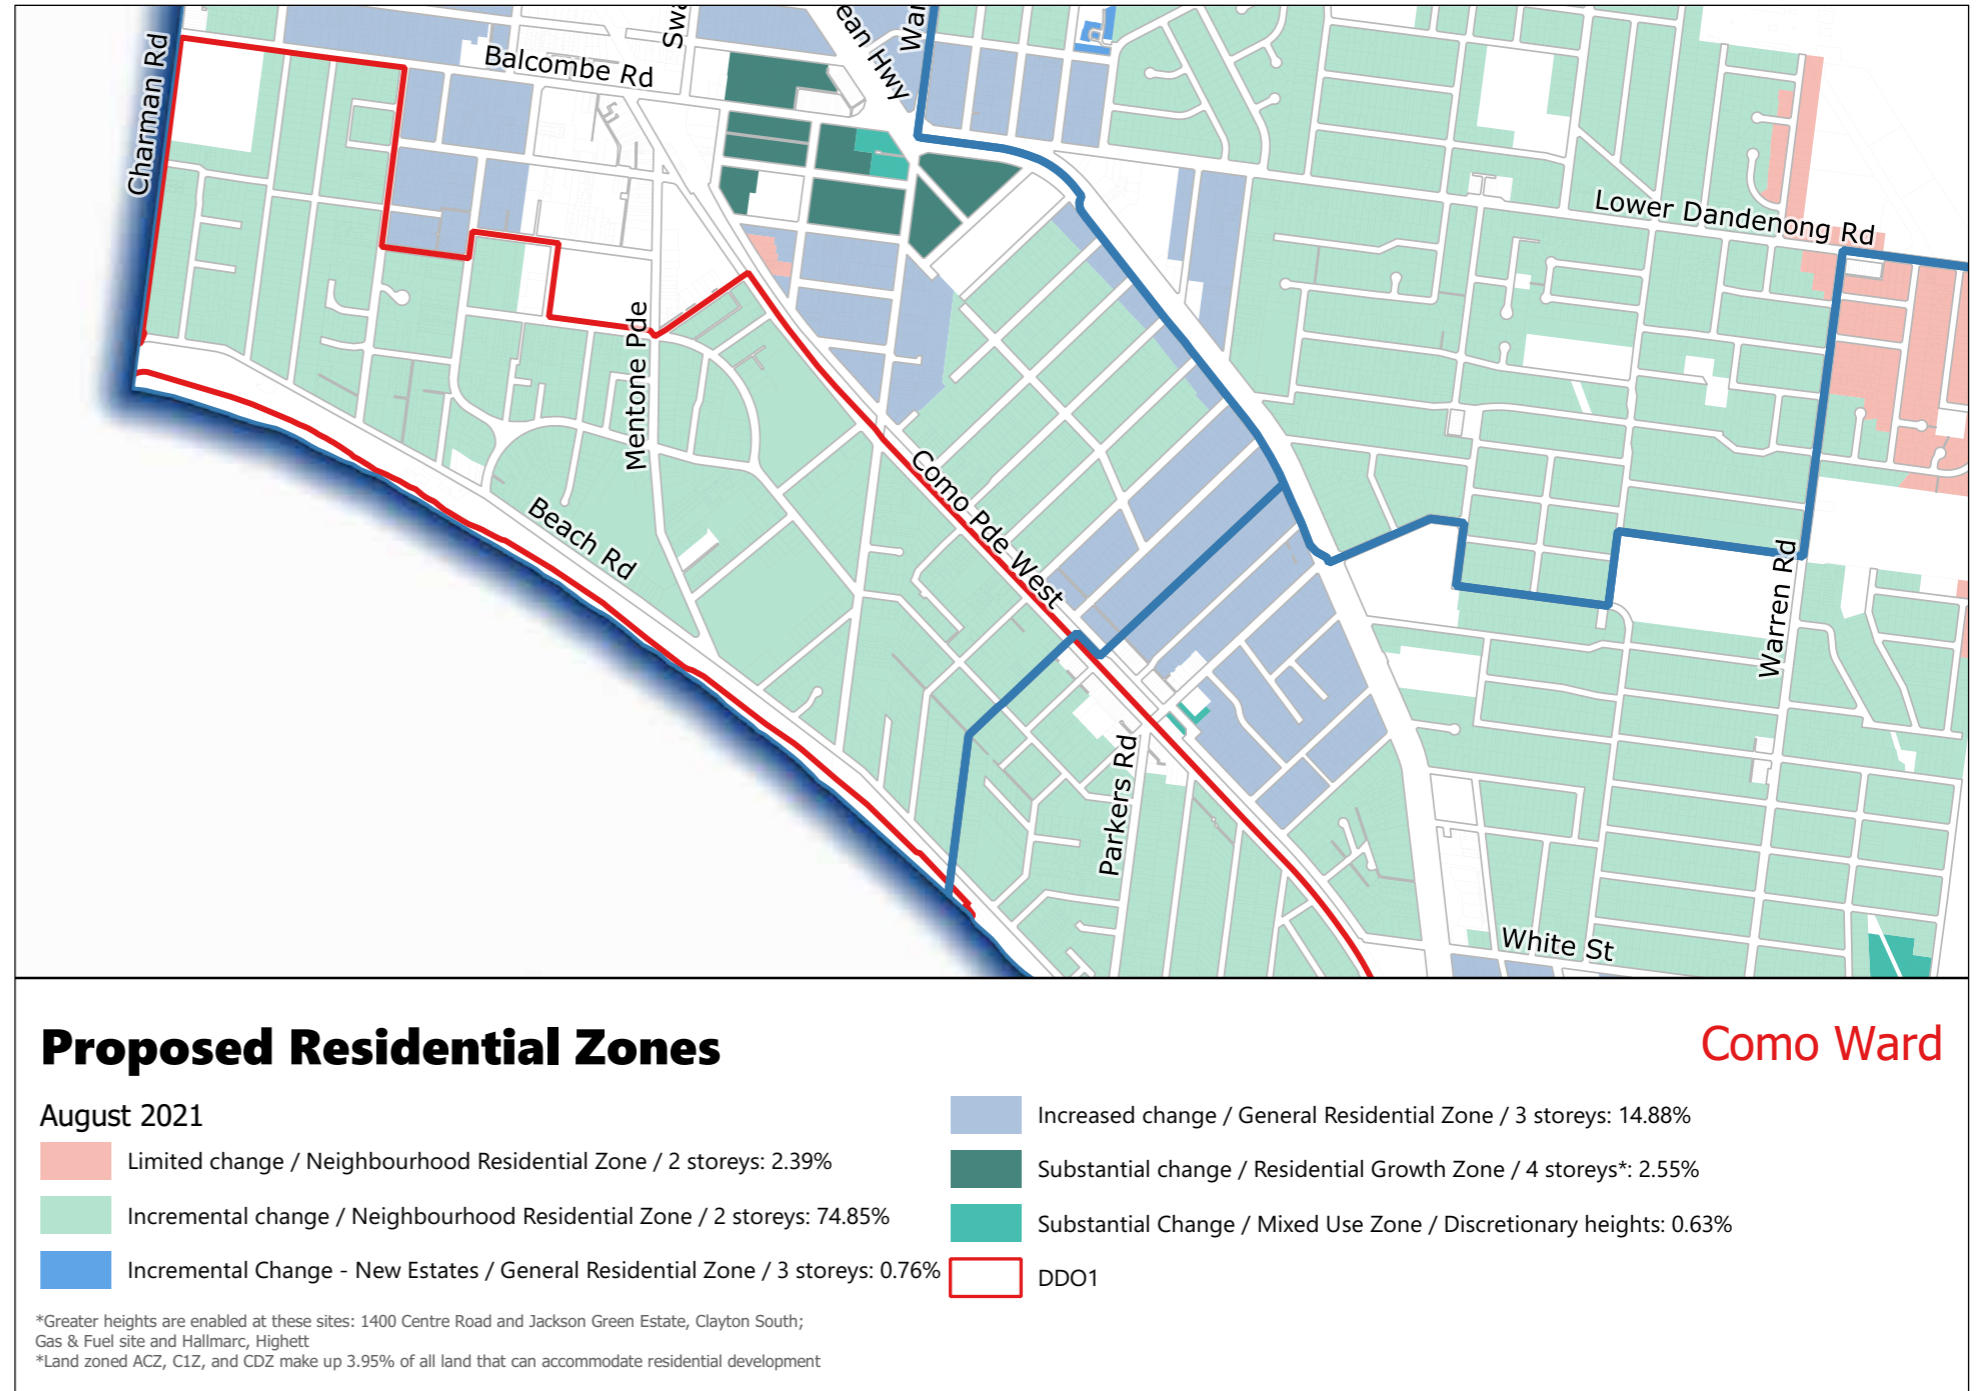 Swa
ean Hwy
War
Charman Rd
Balcombe Rd
Lower Dandenong Rd
Mentone Pde
Como Pde West
Beach Rd
Warren Rd
Parkers Rd
White St
Proposed Residential Zones
Como Ward
August 2021
Limited change / Neighbourhood Residential Zone / 2 storeys: 2.39%
Incremental change / Neighbourhood Residential Zone / 2 storeys: 74.85%
Incremental Change - New Estates / General Residential Zone / 3 storeys: 0.76%
Increased change / General Residential Zone / 3 storeys: 14.88%
Substantial change / Residential Growth Zone / 4 storeys*: 2.55%
Substantial Change / Mixed Use Zone / Discretionary heights: 0.63%
DDO1
*Greater heights are enabled at these sites: 1400 Centre Road and Jackson Green Estate, Clayton South;
Gas & Fuel site and Hallmarc, Highett
*Land zoned ACZ, C1Z, and CDZ make up 3.95% of all land that can accommodate residential development